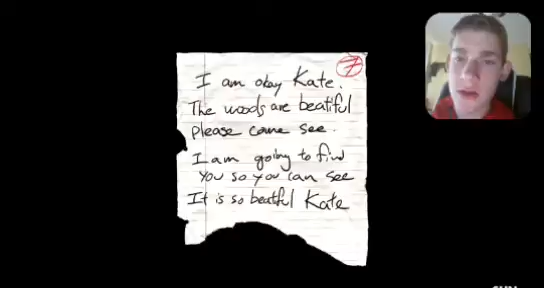 7
I am okay Kate.
The woods are beatiful
please come see.
I am going to find
you so you can see
It is so beatful Kate